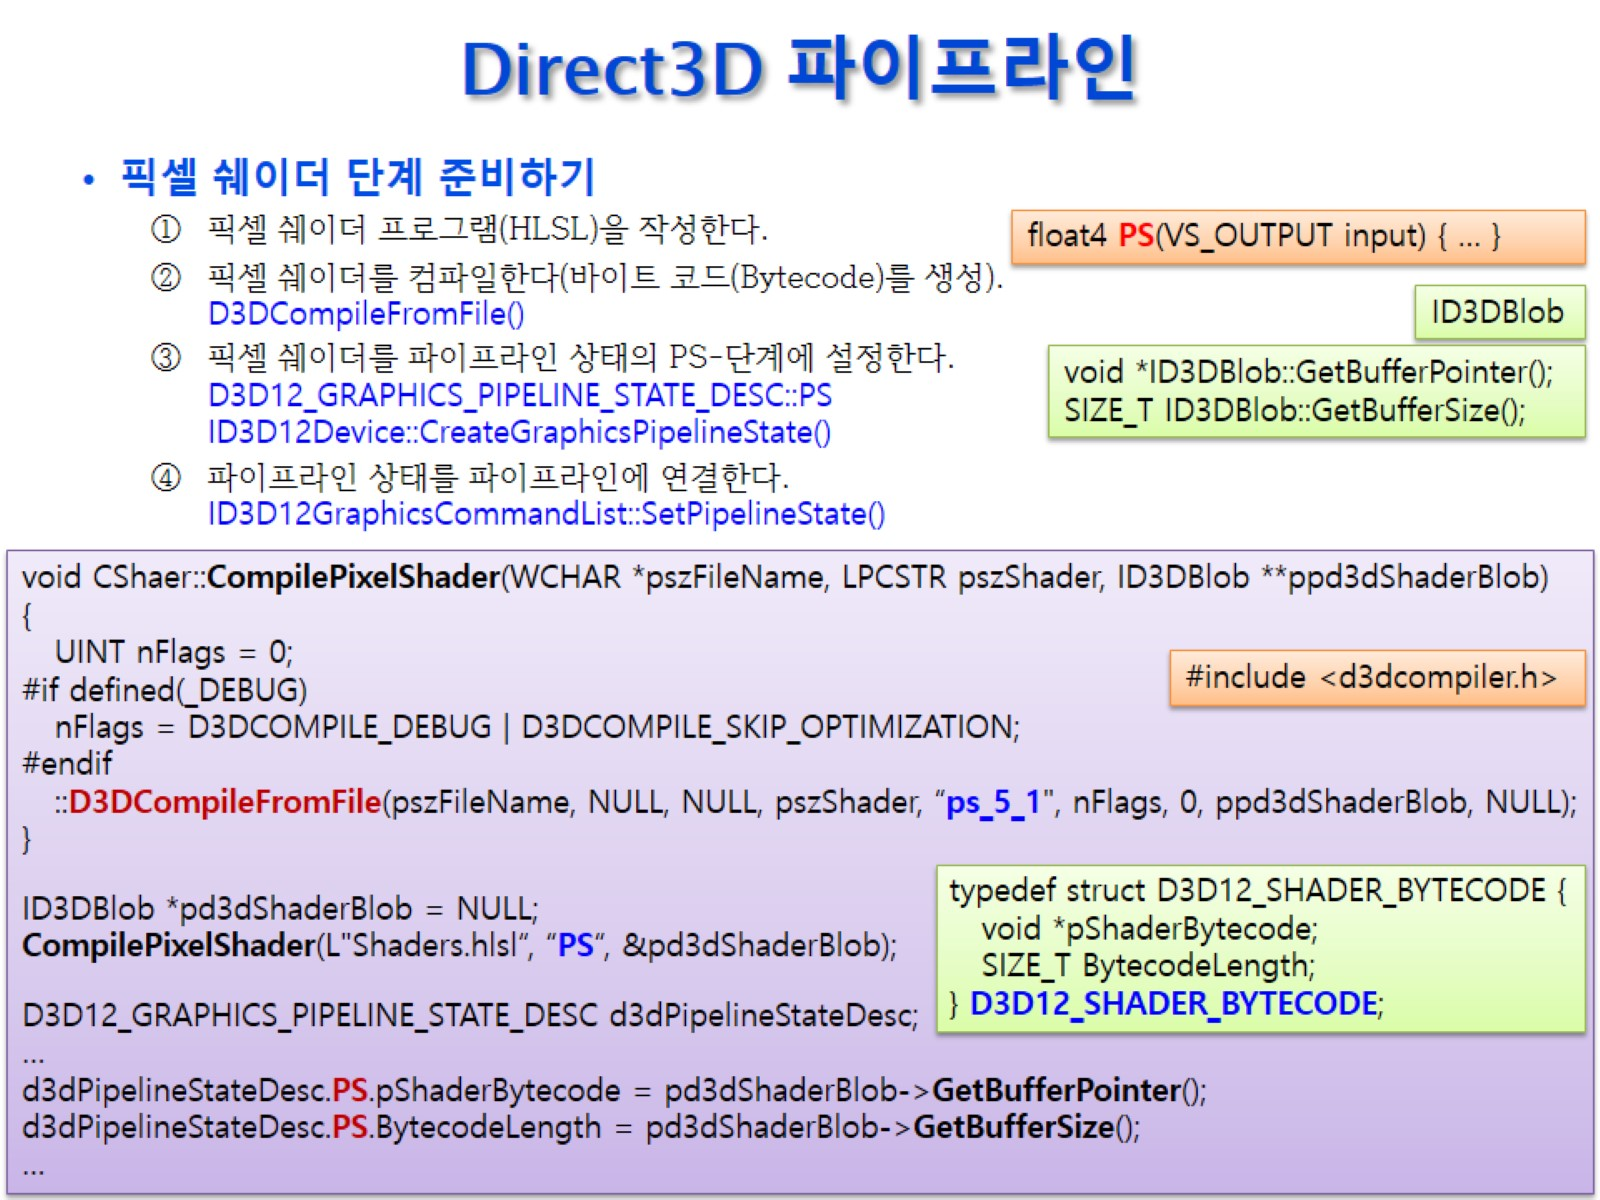 Direct3D 파이프라인
• 픽셀 쉐이더 단계 준비하기
① 픽셀 쉐이더 프로그램(HLSL)을 작성한다.
float4 PS(VS_OUTPUT input) { ... }
② 픽셀 쉐이더를 컴파일한다(바이트 코드(Bytecode)를 생성).
D3DCompileFromFile()
ID3DBlob
③ 픽셀 쉐이더를 파이프라인 상태의 PS-단계에 설정한다.
D3D12_GRAPHICS_PIPELINE_STATE_DESC::PS
ID3D12Device::CreateGraphicsPipelineState()
void *ID3DBlob::GetBufferPointer();
SIZE_T ID3DBlob::GetBufferSize();
④ 파이프라인 상태를 파이프라인에 연결한다.
ID3D12GraphicsCommandList::SetPipelineState()
void CShaer::CompilePixelShader(WCHAR *pszFileName, LPCSTR pszShader, ID3DBlob **ppd3dShaderBlob)
{
UINT nFlags = 0;
#if defined(_DEBUG)
nFlags = D3DCOMPILE_DEBUG | D3DCOMPILE_SKIP_OPTIMIZATION;
#endif
::D3DCompileFromFile(pszFileName, NULL, NULL, pszShader, “ps_5_1", nFlags, 0, ppd3dShaderBlob, NULL);
}
#include <d3dcompiler.h>
ID3DBlob *pd3dShaderBlob = NULL;
CompilePixelShader(L"Shaders.hlsl“, “PS“, &pd3dShaderBlob);
D3D12_GRAPHICS_PIPELINE_STATE_DESC d3dPipelineStateDesc;
...
d3dPipelineStateDesc.PS.pShaderBytecode = pd3dShaderBlob->GetBufferPointer();
d3dPipelineStateDesc.PS.BytecodeLength = pd3dShaderBlob->GetBufferSize();
...
typedef struct D3D12_SHADER_BYTECODE {
void *pShaderBytecode;
SIZE_T BytecodeLength;
} D3D12_SHADER_BYTECODE;